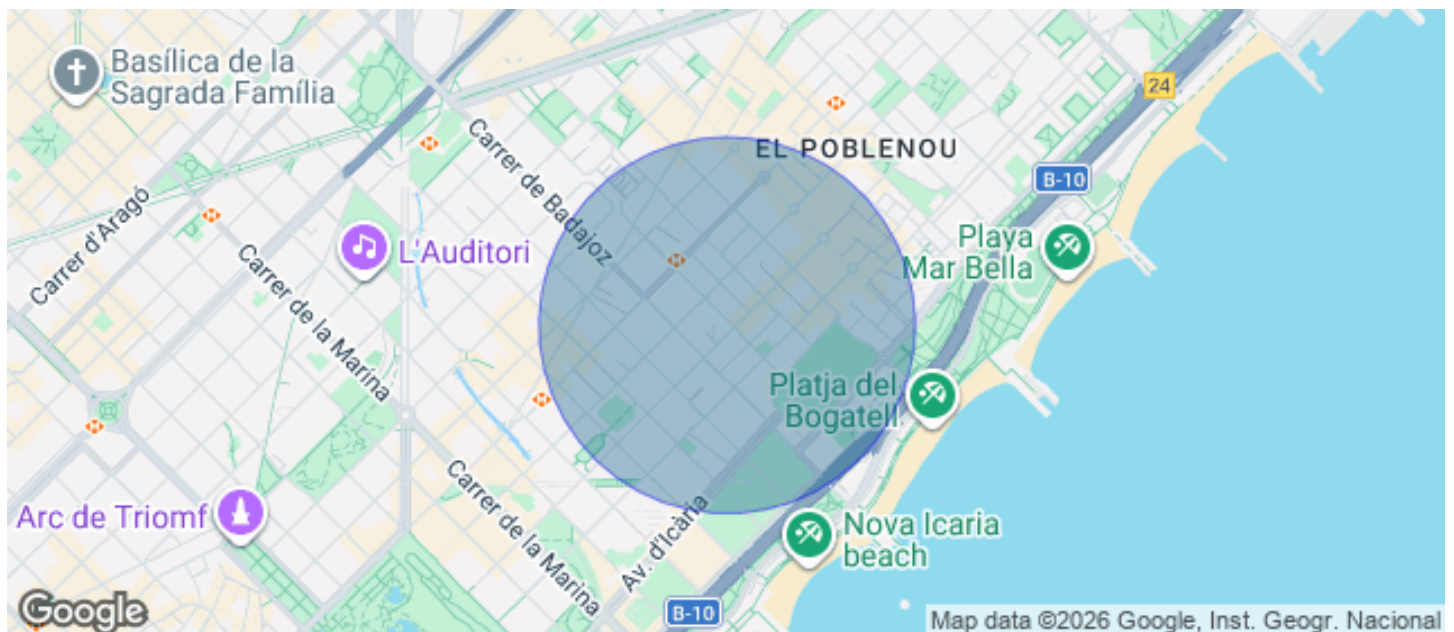 Basílica de la
Sagrada Família
Carrer d'Aragó
Carrer de Badajoz
EL POBLENOU
24
B-10
L'Auditori
Playa
Mar Bella
Carrer de la Marina
Platja del
Bogatell
Arc de Triomf
Carrer de la Marina
Av. d'Icària
Nova Icaria
beach
B-10
Google
Map data ©2026 Google, Inst. Geogr. Nacional